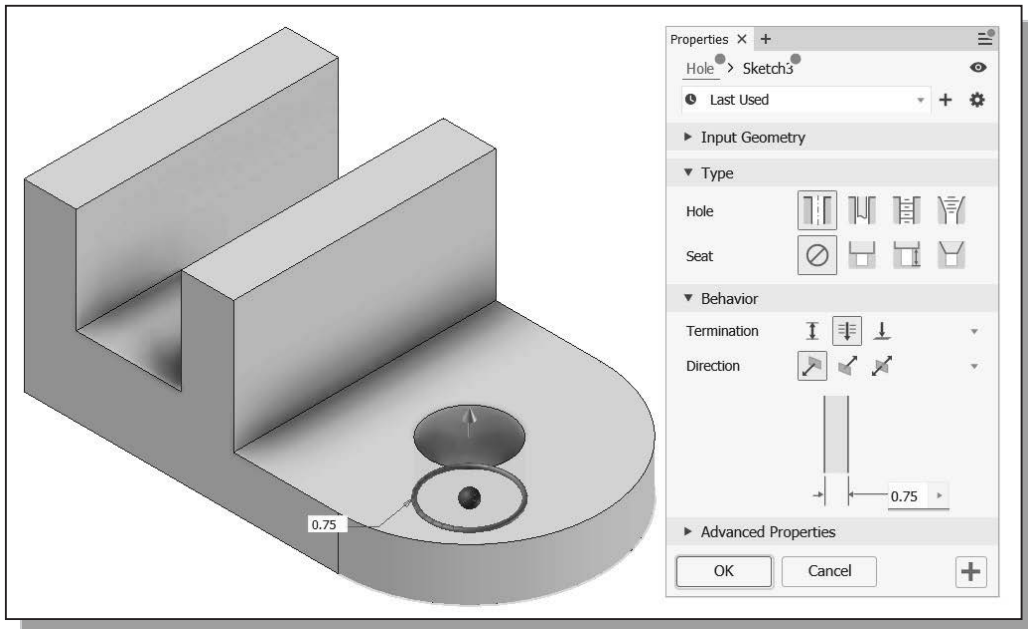 Properties × +
Hole > Sketch3
Last Used
Input Geometry
Type
Hole
Seat
Behavior
Termination
Direction
0.75
0.75
Advanced Properties
OK Cancel